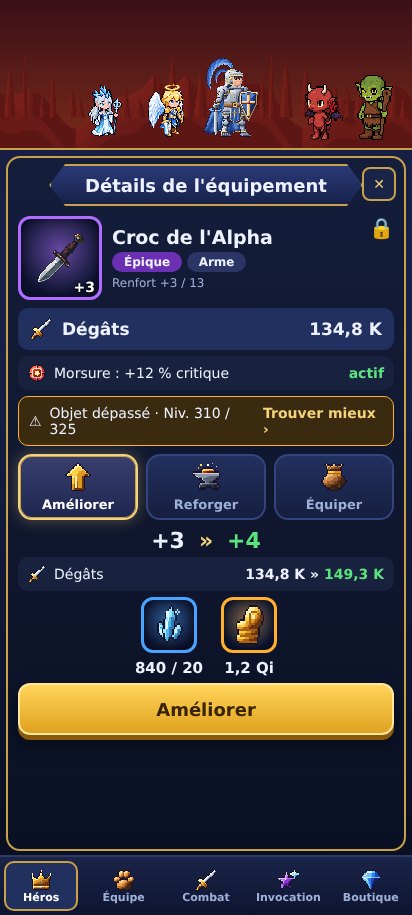 Détails de l'équipement
×
Croc de l'Alpha
Épique Arme
+3
Renfort +3 / 13
Dégâts 134,8 K
Morsure : +12 % critique actif
⚠ Objet dépassé · Niv. 310 / 325 Trouver mieux ›
Améliorer Reforger Équiper
+3 » +4
Dégâts 134,8 K » 149,3 K
840 / 20 1,2 Qi
Améliorer
Héros Équipe Combat Invocation Boutique